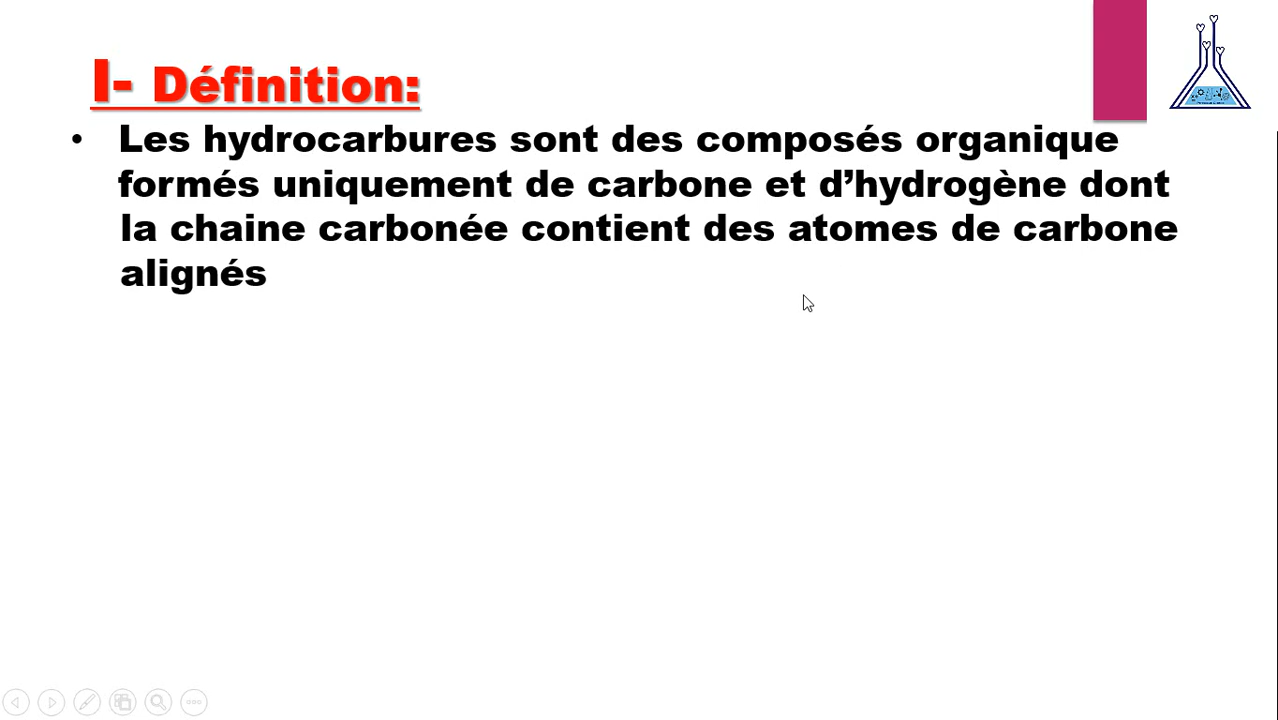 I- Définition:
• Les hydrocarbures sont des composés organique
formés uniquement de carbone et d’hydrogène dont
la chaine carbonée contient des atomes de carbone
alignés